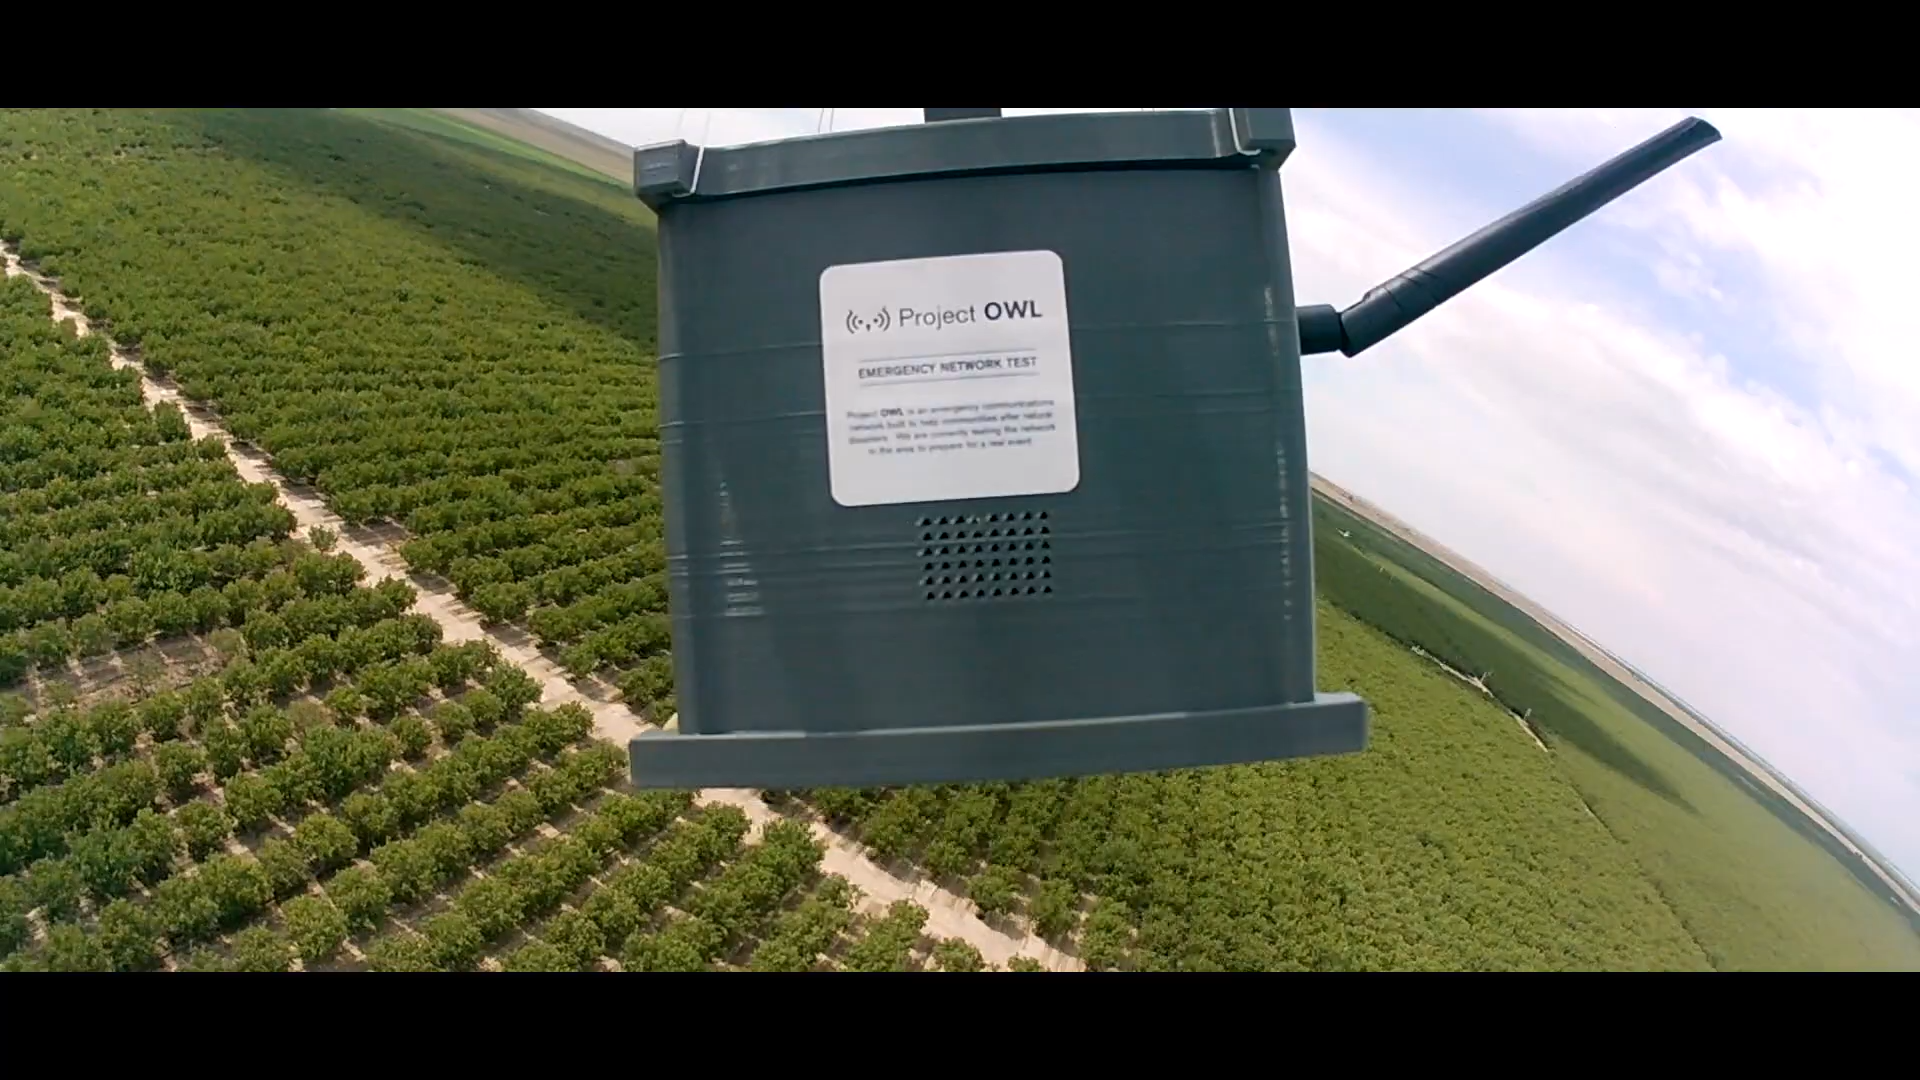 Project OWL
EMERGENCY NETWORK TEST
Project OWL is an emergency communications
network built to help communities after natural
disasters. We are currently testing the network
in the area to prepare for a real event.